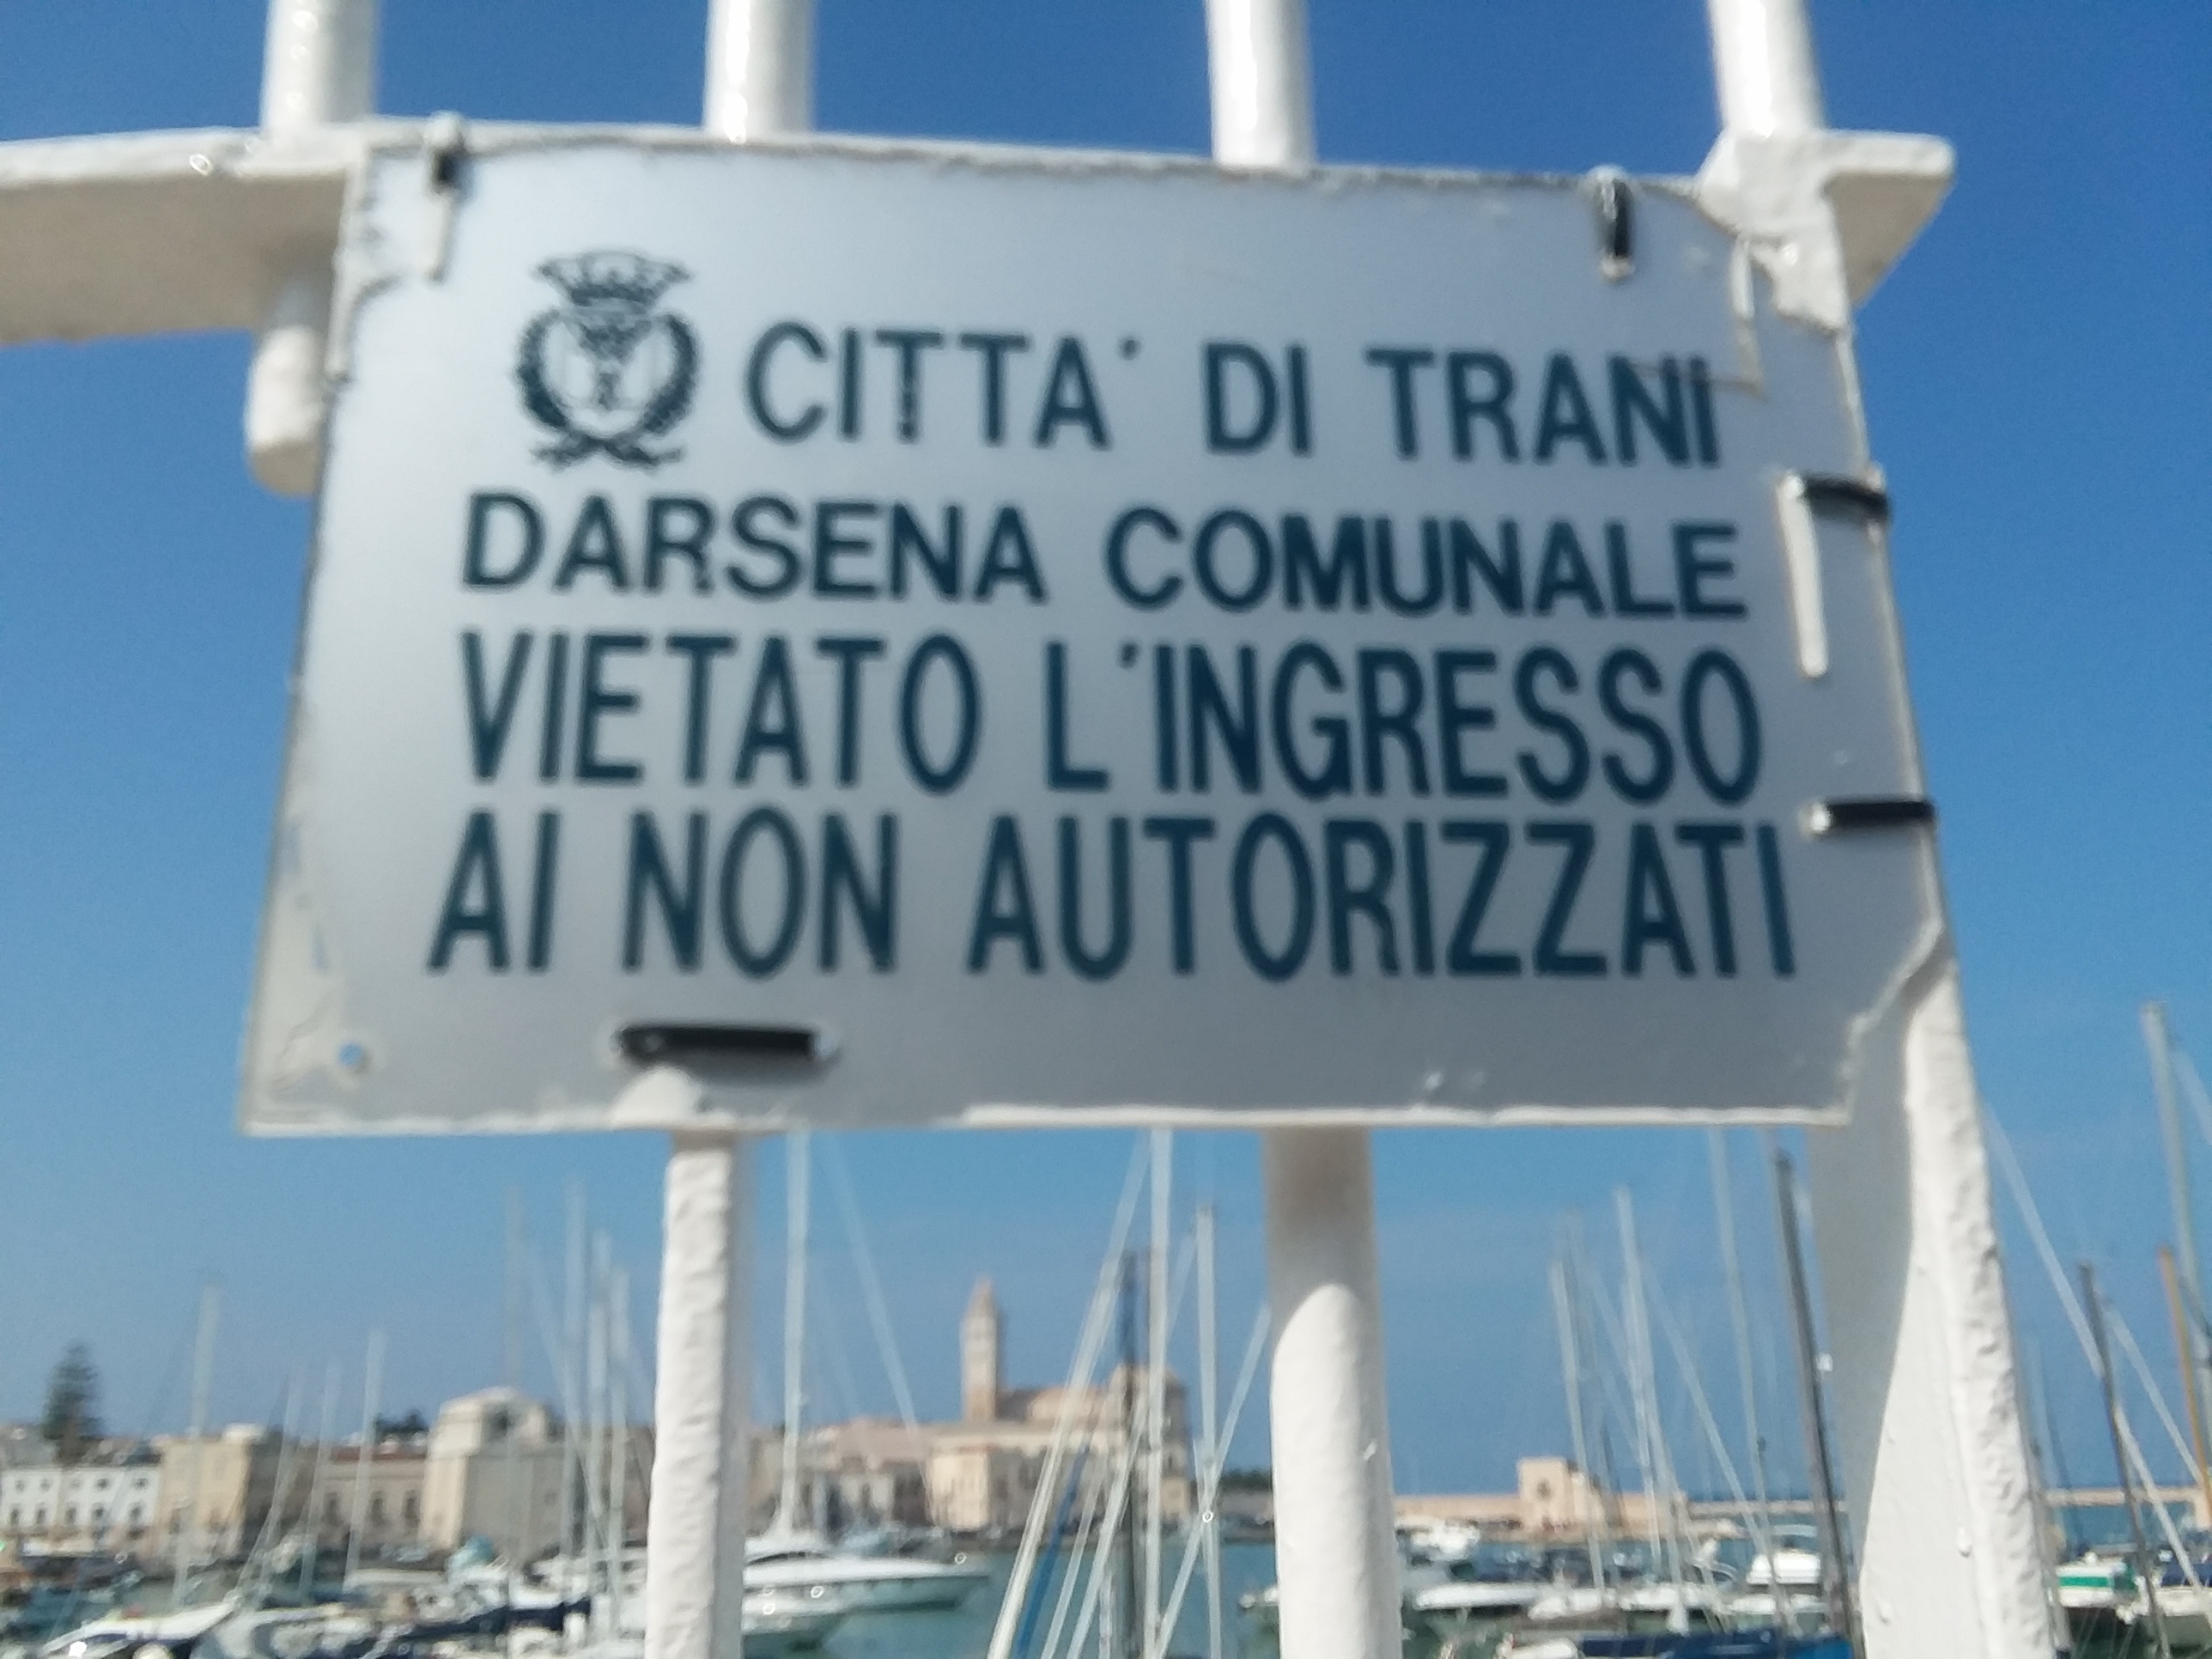 CITTA' DI TRANI
DARSENA COMUNALE
VIETATO L'INGRESSO
AI NON AUTORIZZATI